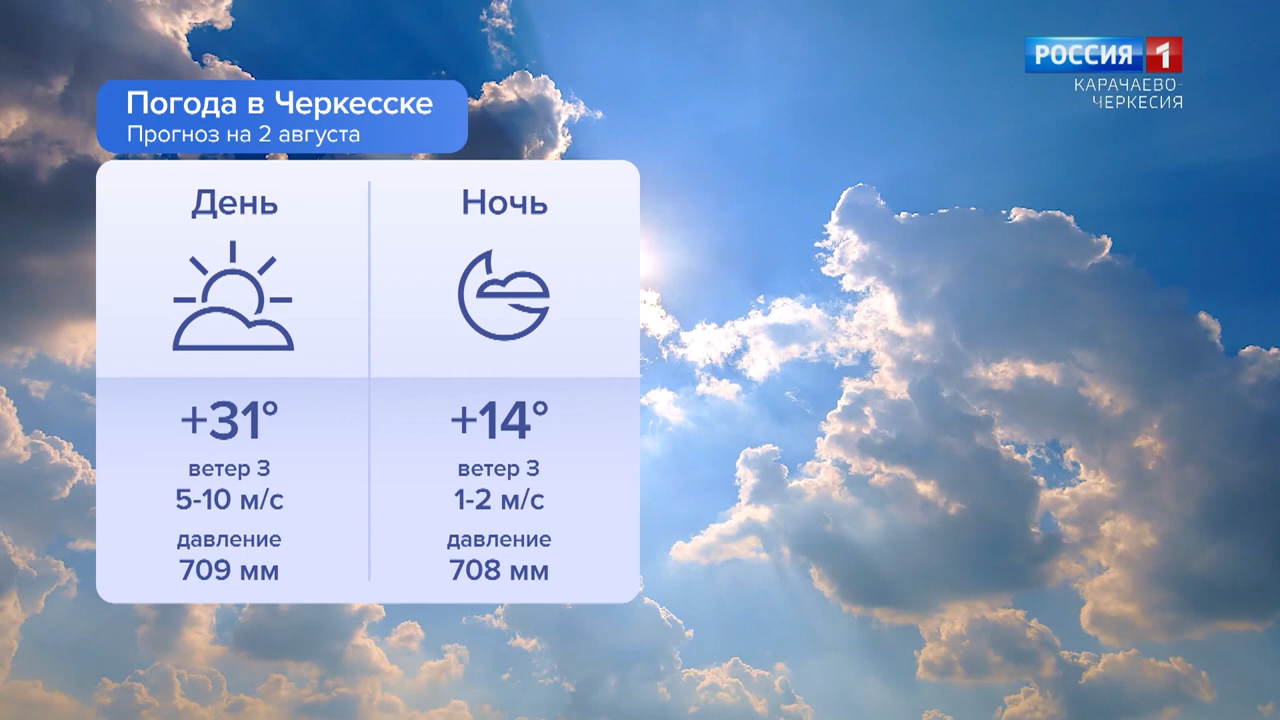 РОССИЯ 1
КАРАЧАЕВО-
ЧЕРКЕСИЯ
Погода в Черкесске
Прогноз на 2 августа
День
Ночь
+31°
+14°
ветер З
ветер З
5-10 м/с
1-2 м/с
давление
давление
709 мм
708 мм